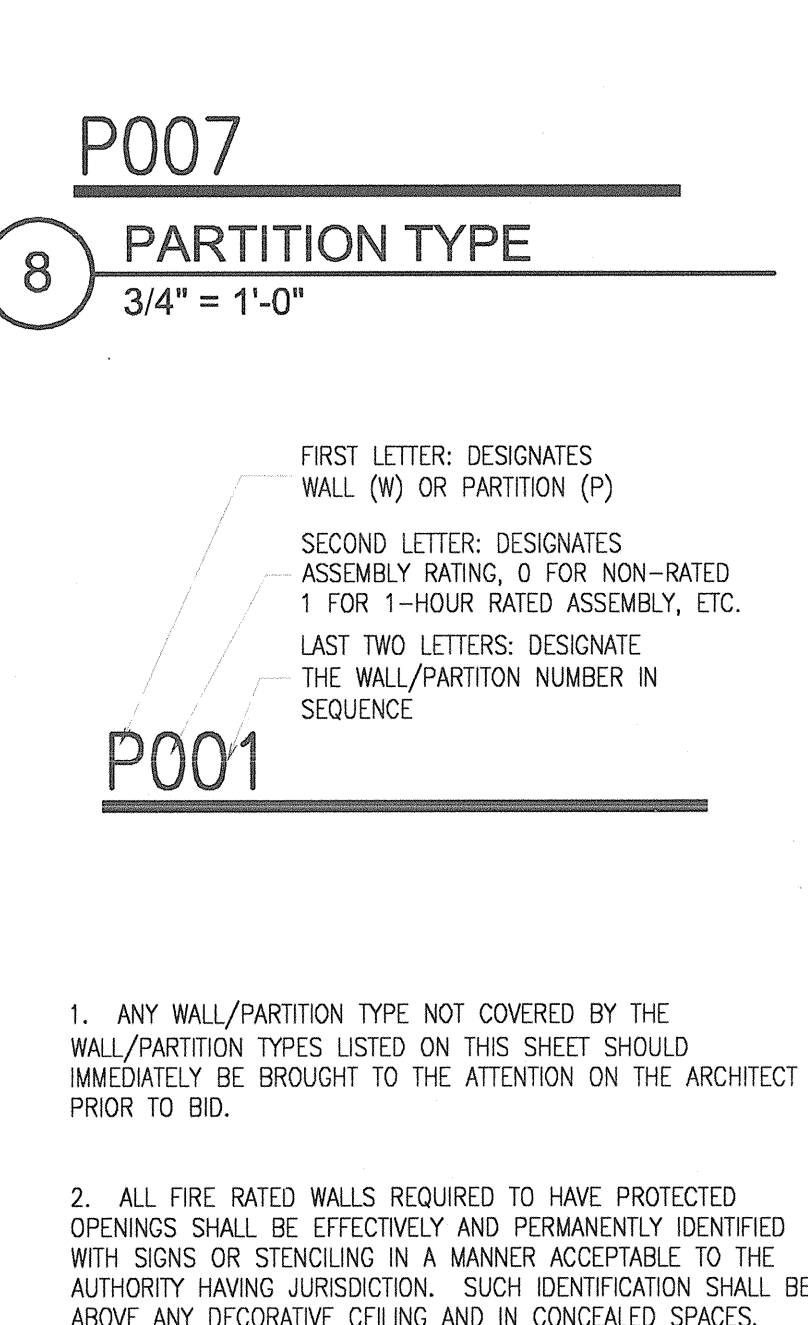 P007
8
PARTITION TYPE
3/4" = 1'-0"
FIRST LETTER: DESIGNATES
WALL (W) OR PARTITION (P)
SECOND LETTER: DESIGNATES
ASSEMBLY RATING, 0 FOR NON-RATED
1 FOR 1-HOUR RATED ASSEMBLY, ETC.
LAST TWO LETTERS: DESIGNATE
THE WALL/PARTITON NUMBER IN
SEQUENCE
P001
1. ANY WALL/PARTITION TYPE NOT COVERED BY THE
WALL/PARTITION TYPES LISTED ON THIS SHEET SHOULD
IMMEDIATELY BE BROUGHT TO THE ATTENTION ON THE ARCHITECT
PRIOR TO BID.
2. ALL FIRE RATED WALLS REQUIRED TO HAVE PROTECTED
OPENINGS SHALL BE EFFECTIVELY AND PERMANENTLY IDENTIFIED
WITH SIGNS OR STENCILING IN A MANNER ACCEPTABLE TO THE
AUTHORITY HAVING JURISDICTION. SUCH IDENTIFICATION SHALL BE
ABOVE ANY DECORATIVE CEILING AND IN CONCEALED SPACES.